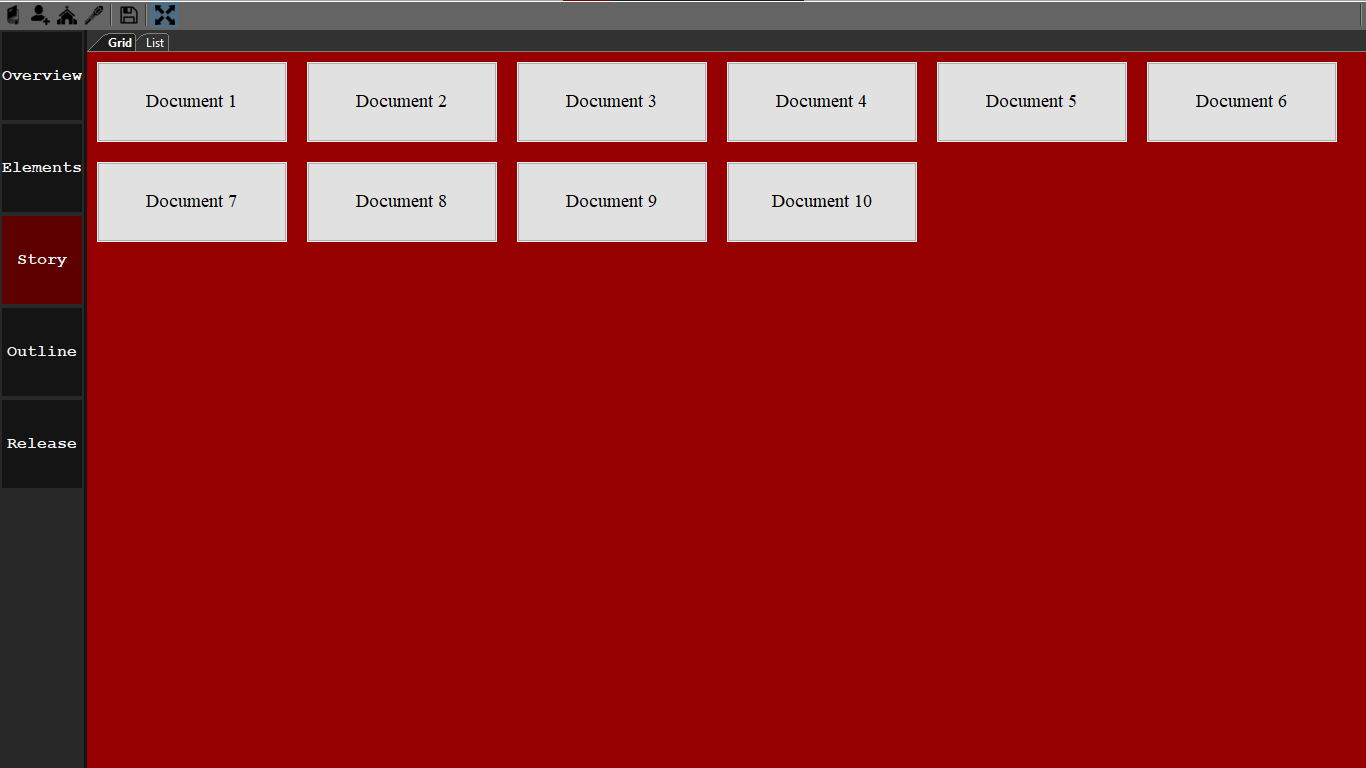 Grid List
Overview
Elements
Story
Outline
Release
Document 1 Document 2 Document 3 Document 4 Document 5 Document 6
Document 7 Document 8 Document 9 Document 10